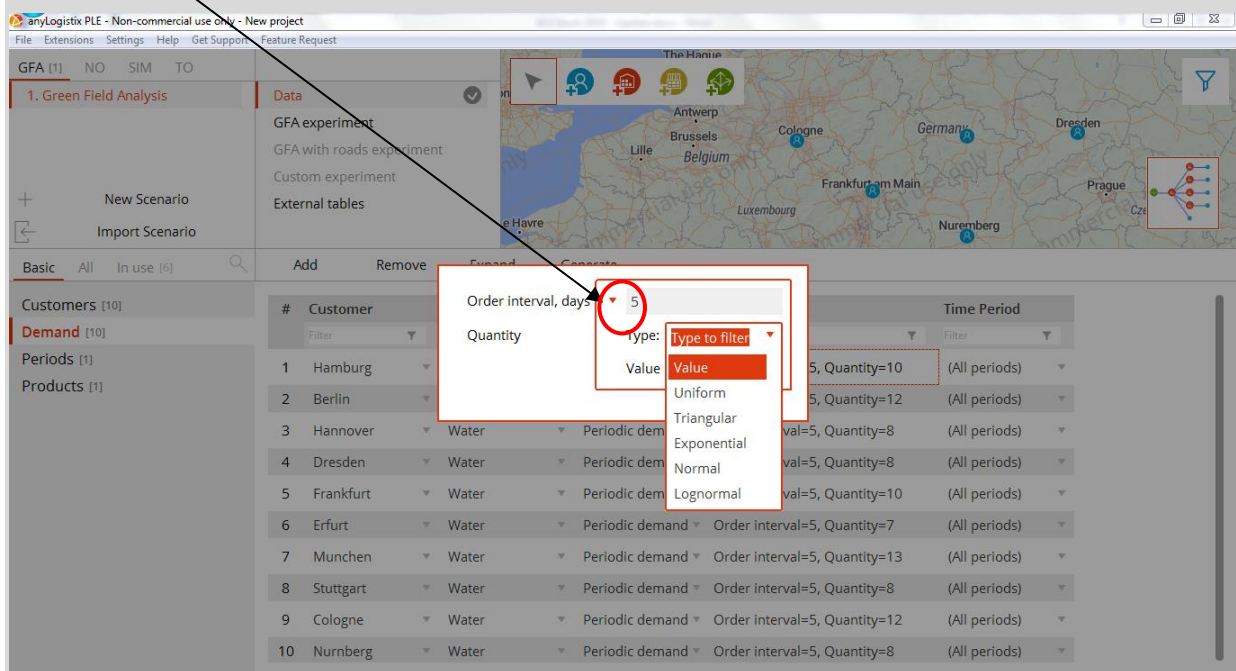 anyLogistix PLE - Non-commercial use only - New project
File Extensions Settings Help Get Support Feature Request
GFA [1] NO SIM TO
1. Green Field Analysis
New Scenario
Import Scenario
Data
GFA experiment
GFA with roads experiment
Custom experiment
External tables
The Hague
Antwerp
Brussels
Lille
Belgium
Cologne
Germany
Dresden
Frankfurt am Main
Prague
Luxembourg
Nuremberg
e Havre
Cze
Basic All In use [6]
Add Remove Expand Generate
Customers [10]
Demand [10]
Periods [1]
Products [1]
Order interval, days 5
Quantity Type: Type to filter
Value Value
Uniform
Triangular
Exponential
Normal
Lognormal
# Customer Time Period
Filter Filter
1 Hamburg 5, Quantity=10 (All periods)
2 Berlin 5, Quantity=12 (All periods)
3 Hannover Water Periodic dem val=5, Quantity=8 (All periods)
4 Dresden Water Periodic dem val=5, Quantity=8 (All periods)
5 Frankfurt Water Periodic dem val=5, Quantity=10 (All periods)
6 Erfurt Water Periodic demand Order interval=5, Quantity=7 (All periods)
7 Munchen Water Periodic demand Order interval=5, Quantity=13 (All periods)
8 Stuttgart Water Periodic demand Order interval=5, Quantity=8 (All periods)
9 Cologne Water Periodic demand Order interval=5, Quantity=12 (All periods)
10 Nurnberg Water Periodic demand Order interval=5, Quantity=8 (All periods)